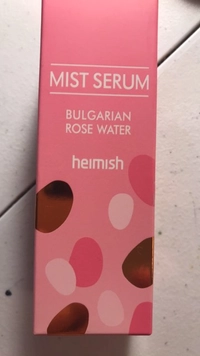 MIST SERUM
BULGARIAN
ROSE WATER
heimish